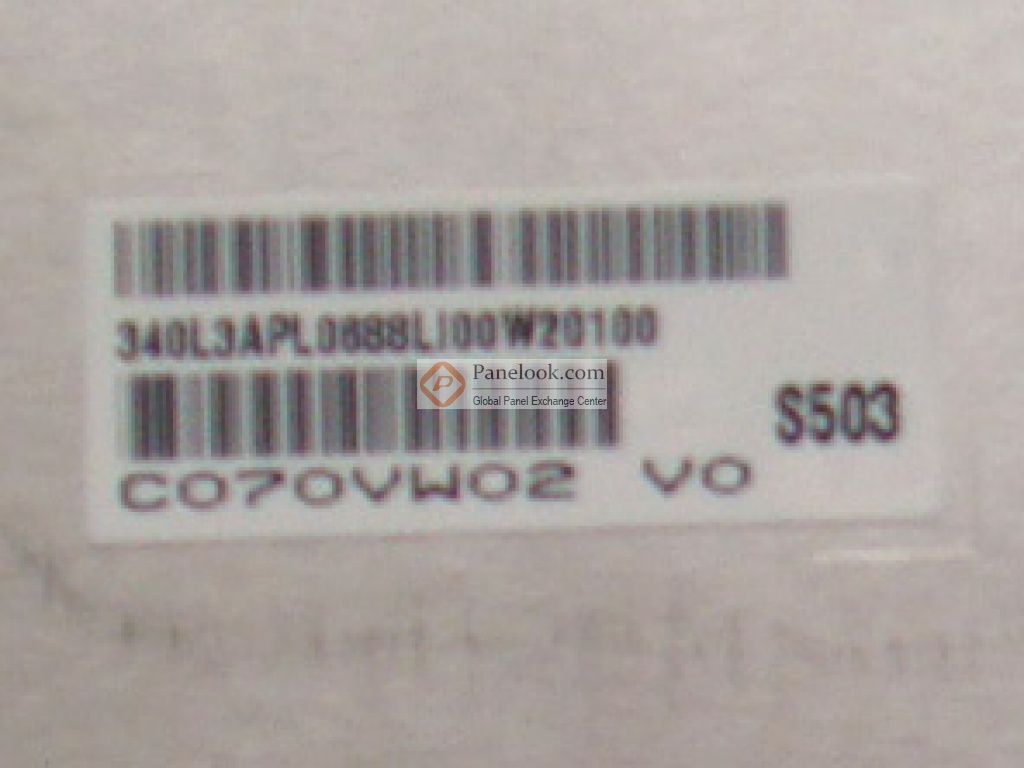 340L3APL0688LI00W20100
Panelook.com
Global Panel Exchange Center
S503
C070VW02 V0